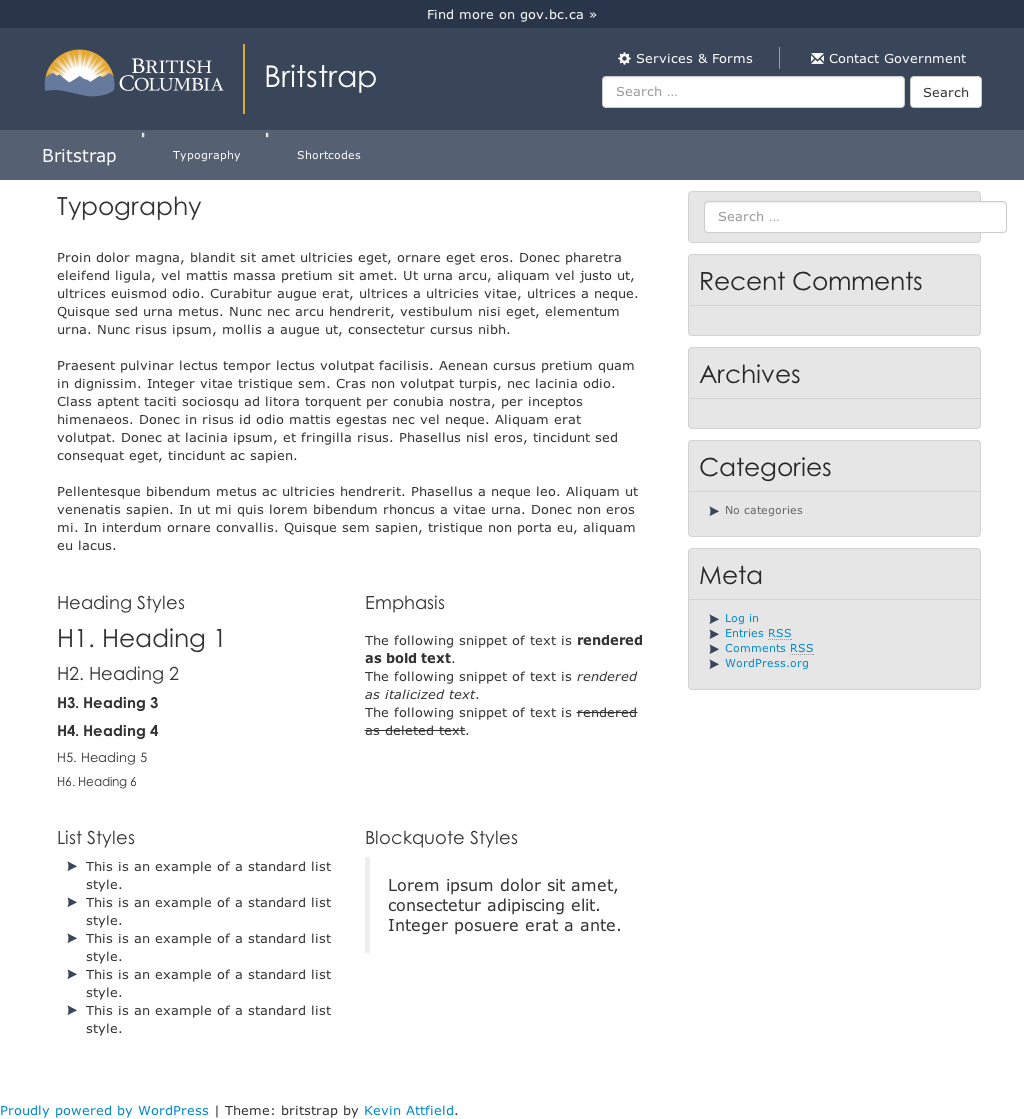 Find more on gov.bc.ca »
BRITISH
COLUMBIA
Britstrap
Services & Forms
Contact Government
Search ...
Search
Britstrap
Typography
Shortcodes
Typography
Proin dolor magna, blandit sit amet ultricies eget, ornare eget eros. Donec pharetra
eleifend ligula, vel mattis massa pretium sit amet. Ut urna arcu, aliquam vel justo ut,
ultrices euismod odio. Curabitur augue erat, ultrices a ultricies vitae, ultrices a neque.
Quisque sed urna metus. Nunc nec arcu hendrerit, vestibulum nisi eget, elementum
urna. Nunc risus ipsum, mollis a augue ut, consectetur cursus nibh.
Praesent pulvinar lectus tempor lectus volutpat facilisis. Aenean cursus pretium quam
in dignissim. Integer vitae tristique sem. Cras non volutpat turpis, nec lacinia odio.
Class aptent taciti sociosqu ad litora torquent per conubia nostra, per inceptos
himenaeos. Donec in risus id odio mattis egestas nec vel neque. Aliquam erat
volutpat. Donec at lacinia ipsum, et fringilla risus. Phasellus nisl eros, tincidunt sed
consequat eget, tincidunt ac sapien.
Pellentesque bibendum metus ac ultricies hendrerit. Phasellus a neque leo. Aliquam ut
venenatis sapien. In ut mi quis lorem bibendum rhoncus a vitae urna. Donec non eros
mi. In interdum ornare convallis. Quisque sem sapien, tristique non porta eu, aliquam
eu lacus.
Heading Styles
H1. Heading 1
H2. Heading 2
H3. Heading 3
H4. Heading 4
H5. Heading 5
H6. Heading 6
Emphasis
The following snippet of text is rendered
as bold text.
The following snippet of text is rendered
as italicized text.
The following snippet of text is rendered
as deleted text.
List Styles
This is an example of a standard list
style.
This is an example of a standard list
style.
This is an example of a standard list
style.
This is an example of a standard list
style.
This is an example of a standard list
style.
Blockquote Styles
Lorem ipsum dolor sit amet,
consectetur adipiscing elit.
Integer posuere erat a ante.
Search ...
Recent Comments
Archives
Categories
No categories
Meta
Log in
Entries RSS
Comments RSS
WordPress.org
Proudly powered by WordPress | Theme: britstrap by Kevin Attfield.